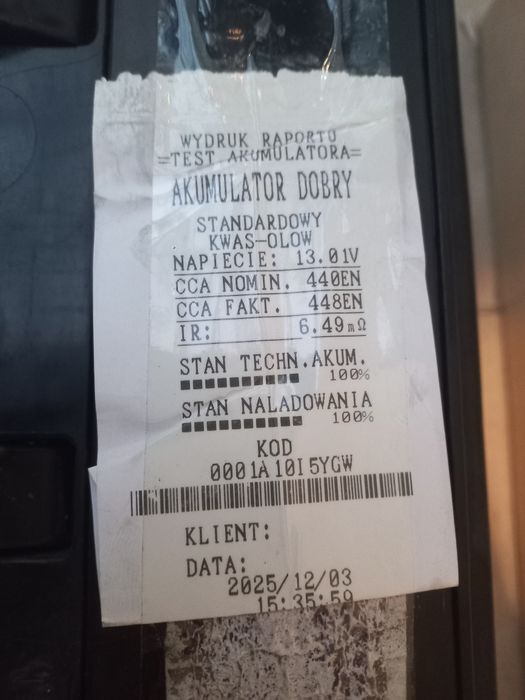 WYDRUK RAPORTO
=TEST AKUMULATORA=
AKUMULATOR DOBRY
STANDARDOWY
KWAS-OLOW
NAPIECIE: 13.01V
CCA NOMIN. 440EN
CCA FAKT. 448EN
IR: 6.49mΩ
STAN TECHN.AKUM.
100%
STAN NALADOWANIA
100%
KOD
0001A10I5YGW
KLIENT:
DATA:
2025/12/03
15:35:59